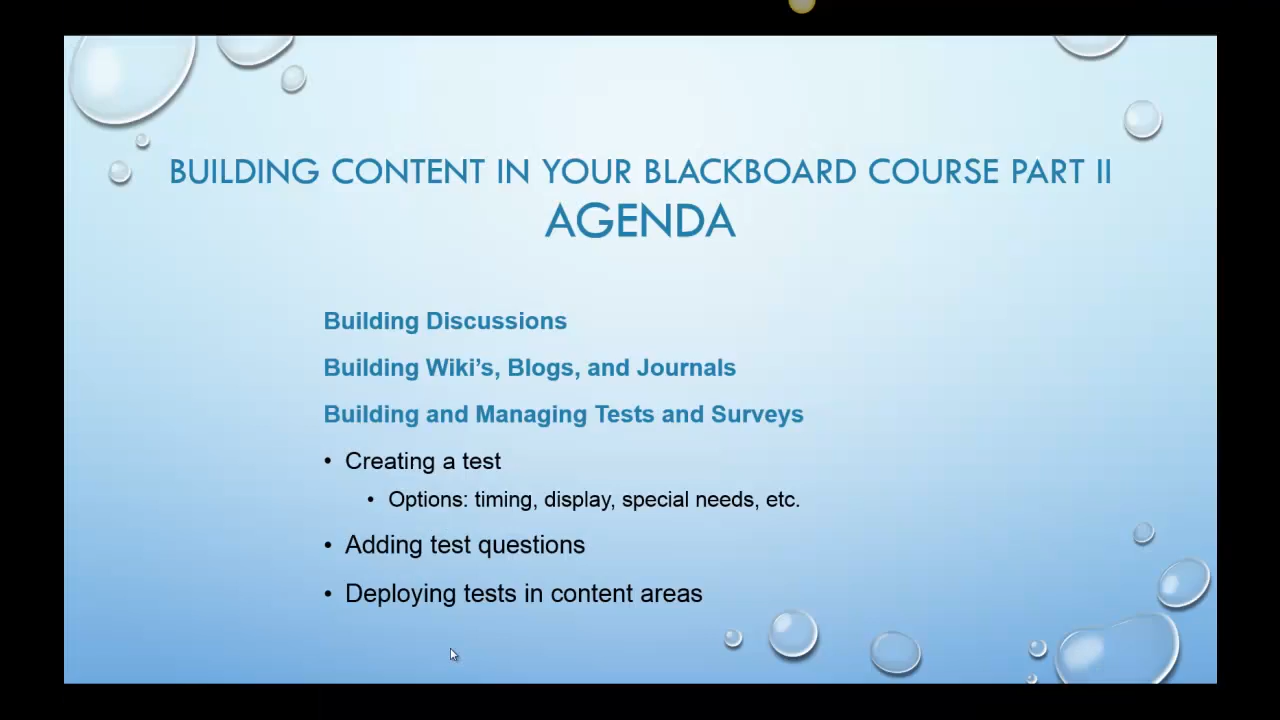 BUILDING CONTENT IN YOUR BLACKBOARD COURSE PART II
AGENDA
Building Discussions
Building Wiki’s, Blogs, and Journals
Building and Managing Tests and Surveys
• Creating a test
• Options: timing, display, special needs, etc.
• Adding test questions
• Deploying tests in content areas